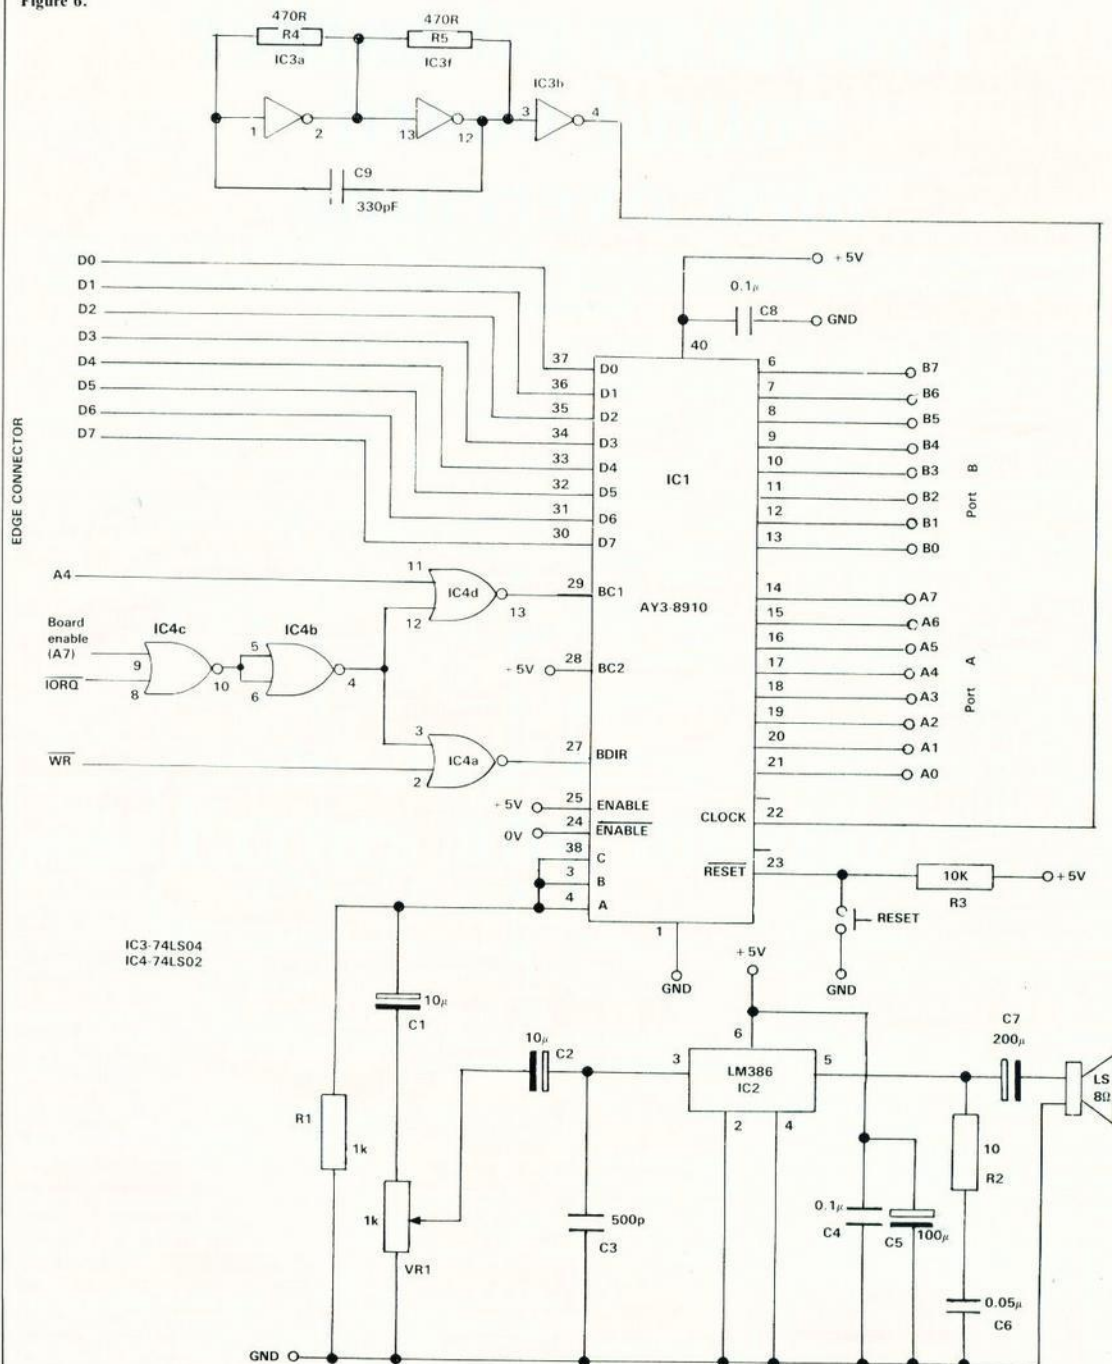 Figure 6.
470R
R4
IC3a
470R
R5
IC3f
IC3b
1
2
13
12
3
4
C9
330pF
EDGE CONNECTOR
D0
D1
D2
D3
D4
D5
D6
D7
+5V
0.1μ
C8
GND
40
37 D0
36 D1
35 D2
34 D3
33 D4
32 D5
31 D6
30 D7
IC1
AY3-8910
6 B7
7 B6
8 B5
9 B4
10 B3
11 B2
12 B1
13 B0
Port B
14 A7
15 A6
16 A5
17 A4
18 A3
19 A2
20 A1
21 A0
Port A
A4
11
12
IC4d
13
29 BC1
Board
enable
(A7)
IORQ
9
8
IC4c
10
5
6
IC4b
4
+5V
28 BC2
WR
3
2
IC4a
27 BDIR
+5V
25 ENABLE
0V
24 ENABLE
38 C
3 B
4 A
CLOCK 22
RESET 23
10K
R3
+5V
RESET
GND
1
GND
IC3-74LS04
IC4-74LS02
10μ
C1
R1
1k
1k
VR1
10μ
C2
500p
C3
+5V
6
3
LM386
IC2
5
2
4
C7
200μ
LS
8Ω
10
R2
0.1μ
C4
C5
100μ
0.05μ
C6
GND